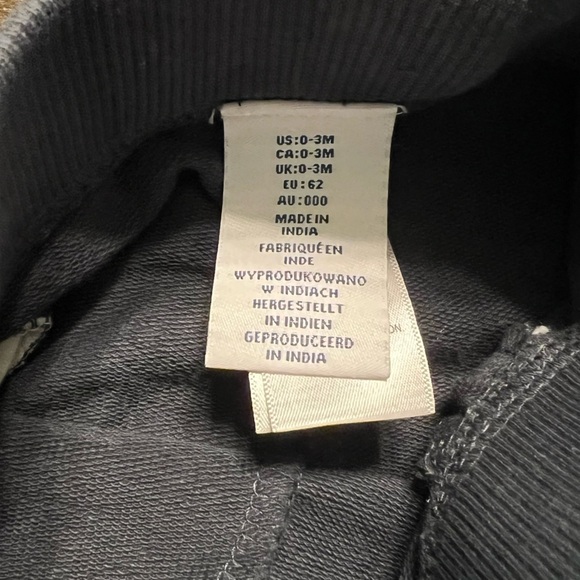 US:0-3M
CA:0-3M
UK:0-3M
EU:62
AU:000
MADE IN
INDIA
FABRIQUÉ EN
INDE
WYPRODUKOWANO
W INDIACH
HERGESTELLT
IN INDIEN
GEPRODUCEERD
IN INDIA